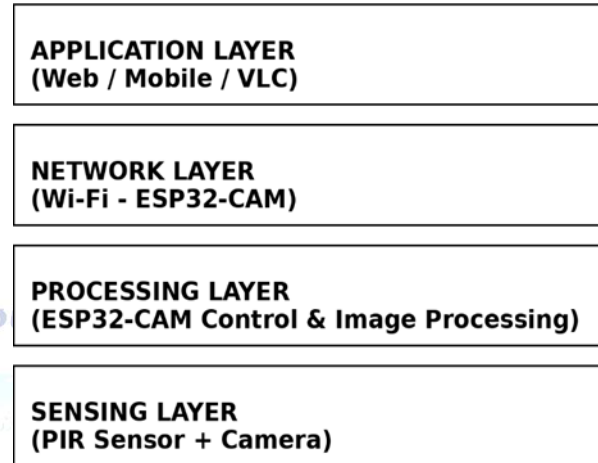 APPLICATION LAYER
(Web / Mobile / VLC)
NETWORK LAYER
(Wi-Fi - ESP32-CAM)
PROCESSING LAYER
(ESP32-CAM Control & Image Processing)
SENSING LAYER
(PIR Sensor + Camera)